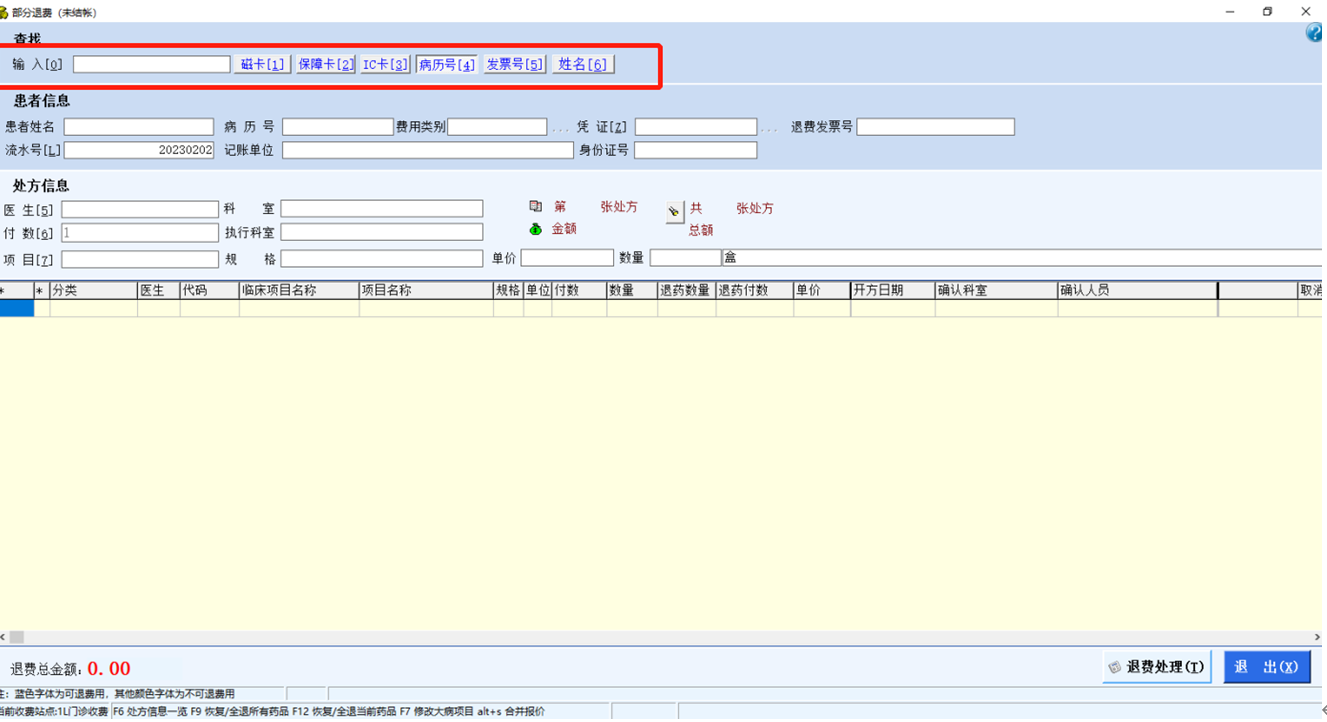 部分退费（未结帐）
查找
输 入[0] 磁卡[1] 保障卡[2] IC卡[3] 病历号[4] 发票号[5] 姓名[6]
患者信息
患者姓名 病 历 号 费用类别 ... 凭 证[Z] ... 退费发票号
流水号[L] 20230202 记账单位 身份证号
处方信息
医 生[5] 科 室 第 张处方 共 张处方
付 数[6] 1 执行科室 金额 总额
项 目[7] 规 格 单价 数量 盒
* * 分类 医生 代码 临床项目名称 项目名称 规格 单位 付数 数量 退药数量 退药付数 单价 开方日期 确认科室 确认人员 取消
退费总金额: 0.00 退费处理(T) 退 出(X)
注: 蓝色字体为可退费用，其他颜色字体为不可退费用
当前收费站点:1L门诊收费 F6 处方信息一览 F9 恢复/全退所有药品 F12 恢复/全退当前药品 F7 修改大病项目 alt+s 合并报价